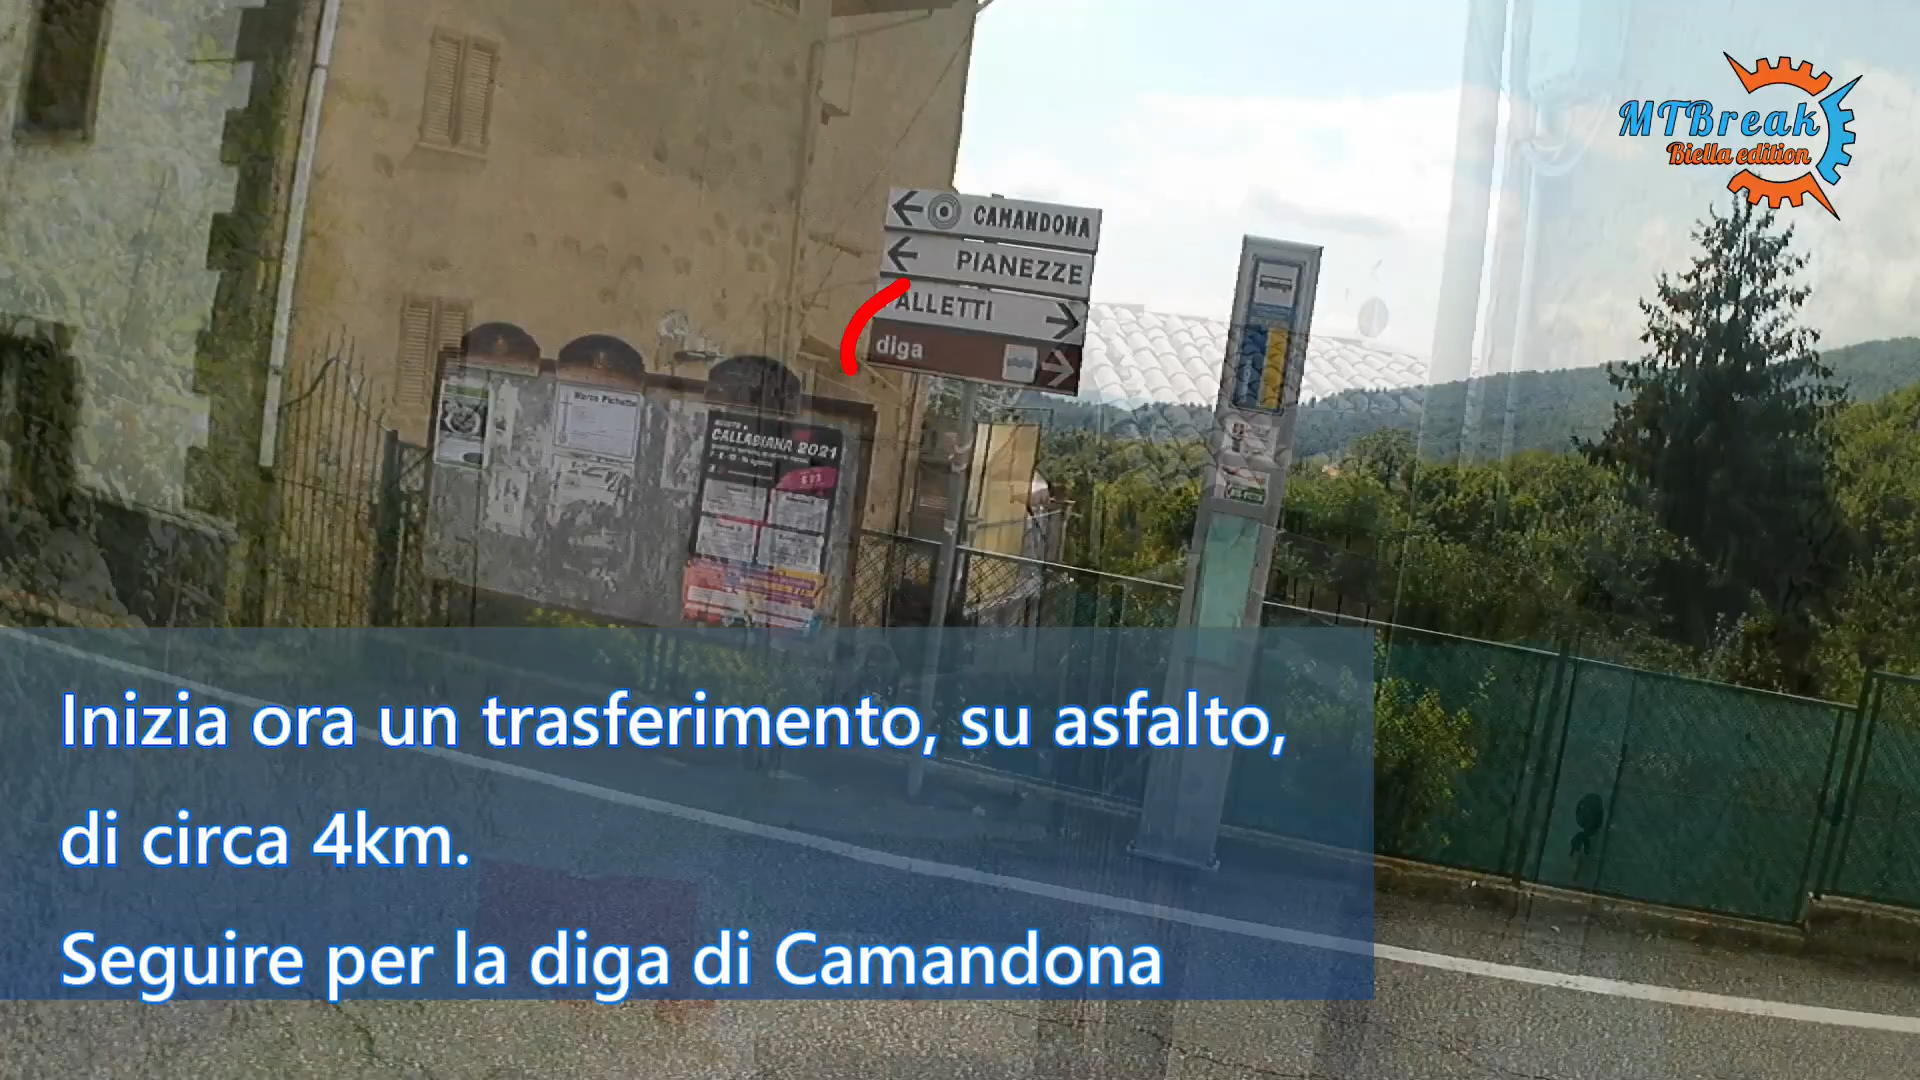 MTBreak
Biella edition
CAMANDONA
PIANEZZE
ALLETTI
diga
CALLABIANA 2021
Inizia ora un trasferimento, su asfalto,
di circa 4km.
Seguire per la diga di Camandona